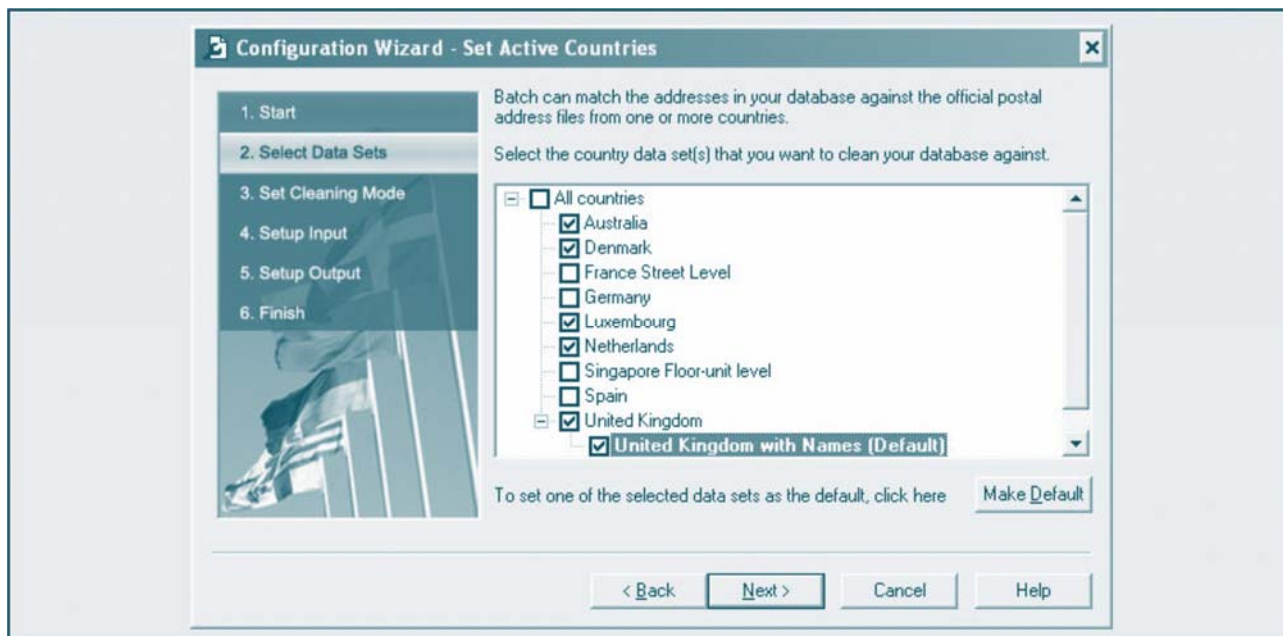 Configuration Wizard - Set Active Countries
1. Start
2. Select Data Sets
3. Set Cleaning Mode
4. Setup Input
5. Setup Output
6. Finish
Batch can match the addresses in your database against the official postal
address files from one or more countries.
Select the country data set(s) that you want to clean your database against.
All countries
Australia
Denmark
France Street Level
Germany
Luxembourg
Netherlands
Singapore Floor-unit level
Spain
United Kingdom
United Kingdom with Names (Default)
To set one of the selected data sets as the default, click here
Make Default
< Back
Next >
Cancel
Help